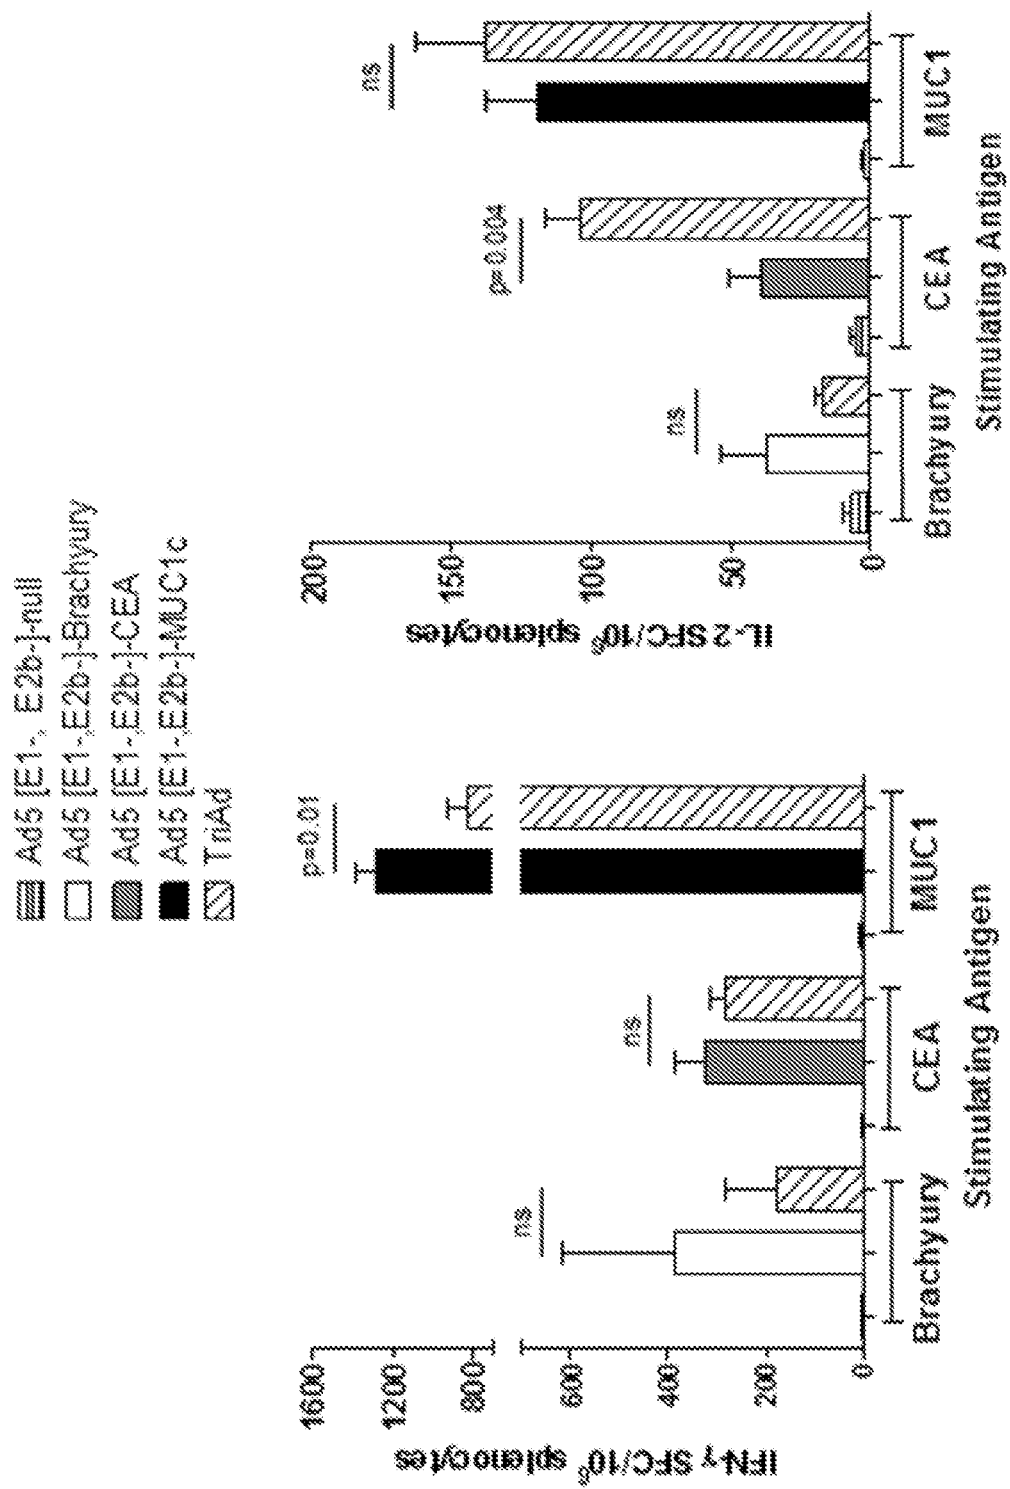 Ad5 [E1-, E2b-]-null
Ad5 [E1-,E2b-]-Brachyury
Ad5 [E1-,E2b-]-CEA
Ad5 [E1-,E2b-]-MUC1c
TriAd
IFN-γ SFC/10⁶ splenocytes
1600
1200
800
600
400
200
0
ns
ns
p=0.01
Brachyury
CEA
MUC1
Stimulating Antigen
IL-2 SFC/10⁶ splenocytes
200
150
100
50
0
ns
p=0.004
ns
Brachyury
CEA
MUC1
Stimulating Antigen